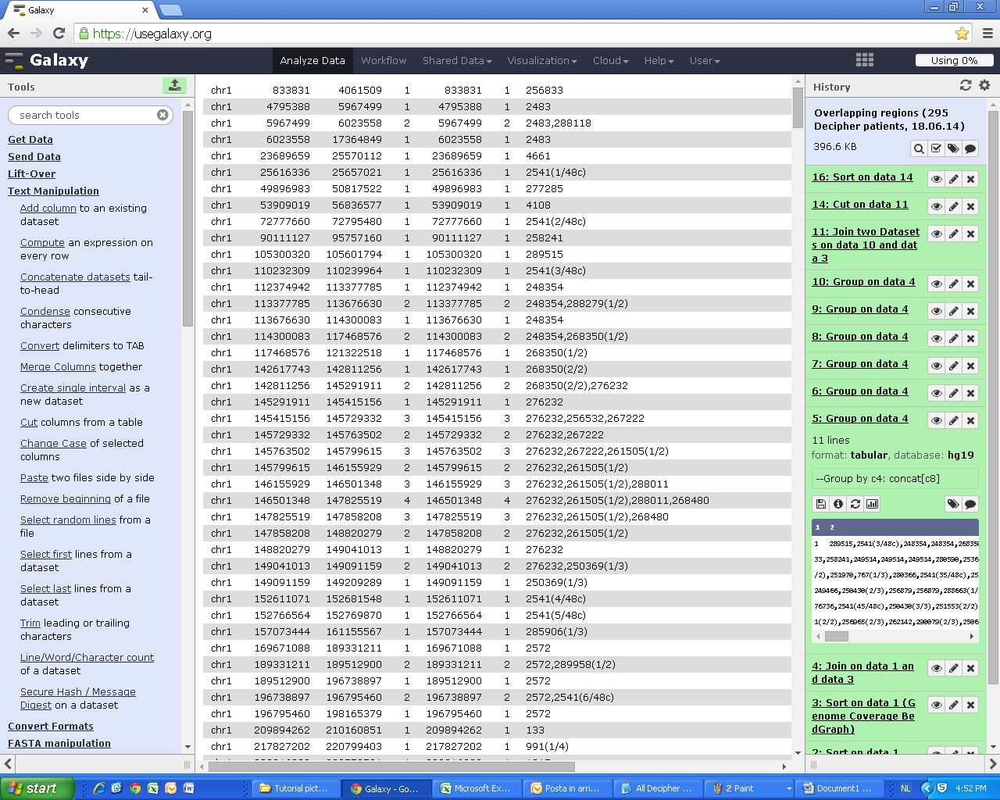 Galaxy
https://usegalaxy.org
Galaxy
Analyze Data Workflow Shared Data Visualization Cloud Help User
Using 0%
Tools
search tools
Get Data
Send Data
Lift-Over
Text Manipulation
Add column to an existing
dataset
Compute an expression on
every row
Concatenate datasets tail-
to-head
Condense consecutive
characters
Convert delimiters to TAB
Merge Columns together
Create single interval as a
new dataset
Cut columns from a table
Change Case of selected
columns
Paste two files side by side
Remove beginning of a file
Select random lines from a
file
Select first lines from a
dataset
Select last lines from a
dataset
Trim leading or trailing
characters
Line/Word/Character count
of a dataset
Secure Hash / Message
Digest on a dataset
Convert Formats
FASTA manipulation
chr1 833831 4061509 1 833831 1 256833
chr1 4795388 5967499 1 4795388 1 2483
chr1 5967499 6023558 2 5967499 2 2483,288118
chr1 6023558 17364849 1 6023558 1 2483
chr1 23689659 25570112 1 23689659 1 4661
chr1 25616336 25657021 1 25616336 1 2541(1/48c)
chr1 49896983 50817522 1 49896983 1 277285
chr1 53909019 56836577 1 53909019 1 4108
chr1 72777660 72795480 1 72777660 1 2541(2/48c)
chr1 90111127 95757160 1 90111127 1 258241
chr1 105300320 105601794 1 105300320 1 289515
chr1 110232309 110239964 1 110232309 1 2541(3/48c)
chr1 112374942 113377785 1 112374942 1 248354
chr1 113377785 113676630 2 113377785 2 248354,288279(1/2)
chr1 113676630 114300083 1 113676630 1 248354
chr1 114300083 117468576 2 114300083 2 248354,268350(1/2)
chr1 117468576 121322518 1 117468576 1 268350(1/2)
chr1 142617743 142811256 1 142617743 1 268350(2/2)
chr1 142811256 145291911 2 142811256 2 268350(2/2),276232
chr1 145291911 145415156 1 145291911 1 276232
chr1 145415156 145729332 3 145415156 3 276232,256532,267222
chr1 145729332 145763502 2 145729332 2 276232,267222
chr1 145763502 145799615 3 145763502 3 276232,267222,261505(1/2)
chr1 145799615 146155929 2 145799615 2 276232,261505(1/2)
chr1 146155929 146501348 3 146155929 3 276232,261505(1/2),288011
chr1 146501348 147825519 4 146501348 4 276232,261505(1/2),288011,268480
chr1 147825519 147858208 3 147825519 3 276232,261505(1/2),268480
chr1 147858208 148820279 2 147858208 2 276232,261505(1/2)
chr1 148820279 149041013 1 148820279 1 276232
chr1 149041013 149091159 2 149041013 2 276232,250369(1/3)
chr1 149091159 149209289 1 149091159 1 250369(1/3)
chr1 152611071 152681548 1 152611071 1 2541(4/48c)
chr1 152766564 152769870 1 152766564 1 2541(5/48c)
chr1 157073444 161155567 1 157073444 1 285906(1/3)
chr1 169671088 189331211 1 169671088 1 2572
chr1 189331211 189512900 2 189331211 2 2572,289958(1/2)
chr1 189512900 196738897 1 189512900 1 2572
chr1 196738897 196795460 2 196738897 2 2572,2541(6/48c)
chr1 196795460 198165379 1 196795460 1 2572
chr1 209894262 210160851 1 209894262 1 133
chr1 217827202 220799403 1 217827202 1 991(1/4)
History
Overlapping regions (295
Decipher patients, 18.06.14)
396.6 KB
16: Sort on data 14
14: Cut on data 11
11: Join two Dataset
s on data 10 and dat
a 3
10: Group on data 4
9: Group on data 4
8: Group on data 4
7: Group on data 4
6: Group on data 4
5: Group on data 4
11 lines
format: tabular, database: hg19
--Group by c4: concat[c8]
1 2
1 289515,2541(3/48c),248354,248354,26835
33,258241,249514,249514,249514,280590,2536
/2),251970,767(1/3),280366,2541(35/48c),25
249466,250430(2/3),256879,256879,288663(1/
76736,2541(45/48c),250430(3/3),251553(2/2)
1(2/2),256965(2/3),262142,290079(2/3),2506
4: Join on data 1 an
d data 3
3: Sort on data 1 (G
enome Coverage Be
dGraph)
2: Sort on data 1
start
Tutorial pict...
Galaxy - Go...
Microsoft Ex...
Posta in arri...
All Decipher ...
2 Paint
Document1 ...
NL
4:52 PM